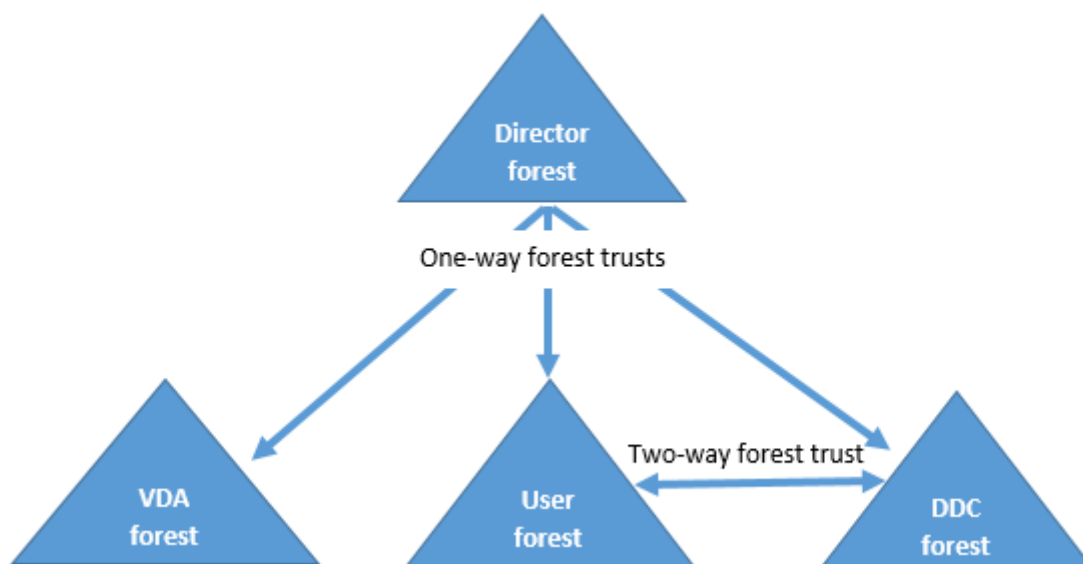 Director
forest
One-way forest trusts
Two-way forest trust
VDA
forest
User
forest
DDC
forest